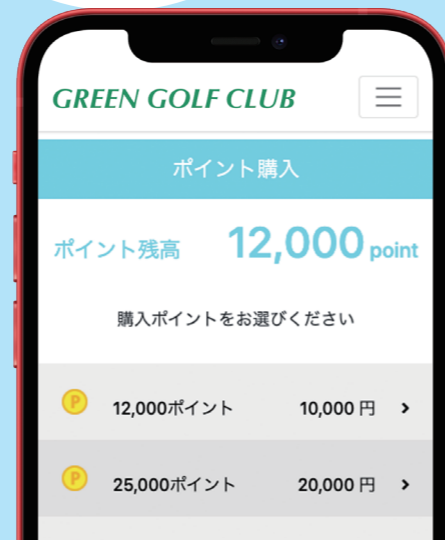 GREEN GOLF CLUB
ポイント購入
ポイント残高 12,000 point
購入ポイントをお選びください
P 12,000ポイント 10,000 円 >
P 25,000ポイント 20,000 円 >